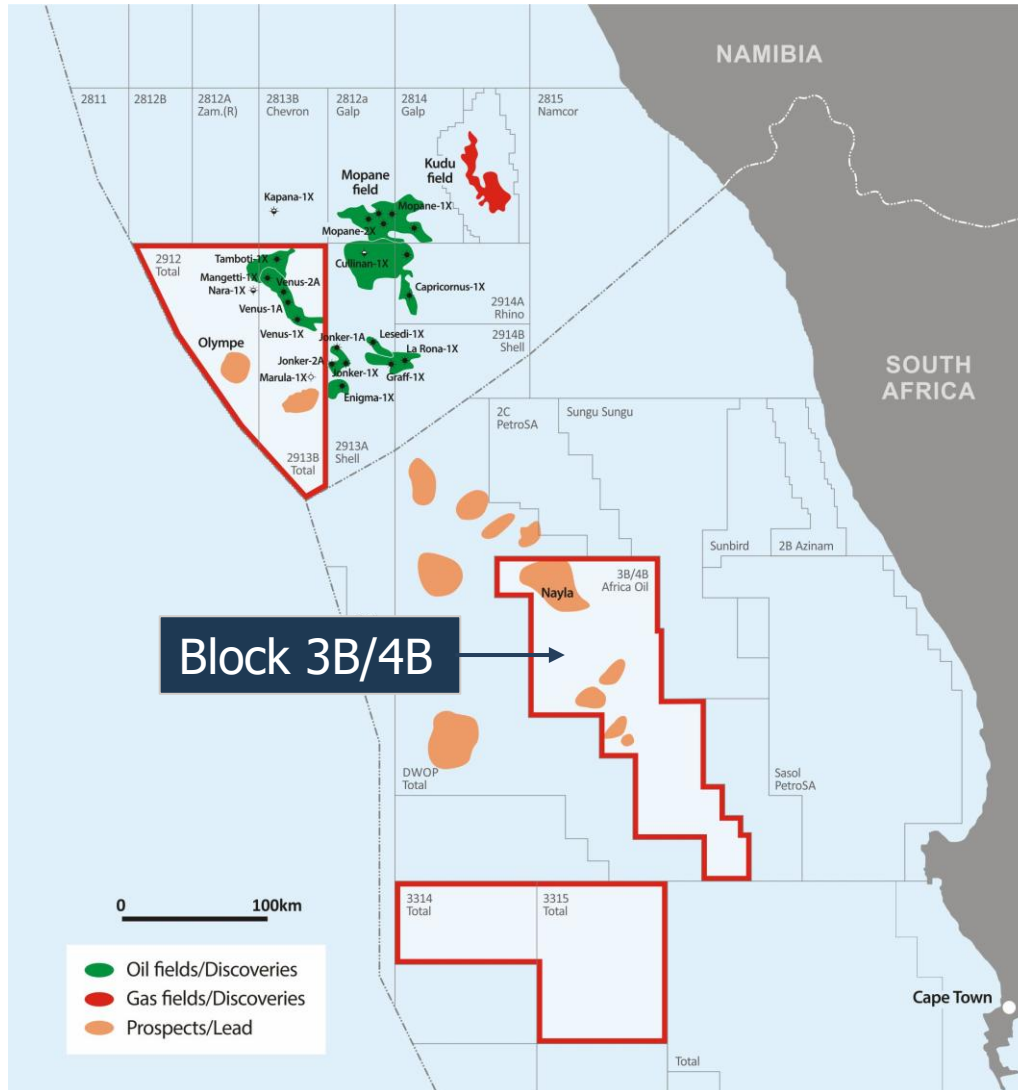 NAMIBIA
2811
2812B
2812A
Zam.(R)
2813B
Chevron
2812a
Galp
2814
Galp
2815
Namcor
Kudu
field
Mopane
field
Kapana-1X
Mopane-1X
Mopane-2X
2912
Total
Tamboti-1X
Cullinan-1X
Mangetti-1X
Venus-2A
Nara-1X
Capricornus-1X
Venus-1A
2914A
Rhino
Venus-1X
Jonker-1A
Lesedi-1X
2914B
Shell
Olympe
La Rona-1X
Jonker-2A
Jonker-1X
Graff-1X
Marula-1X
Enigma-1X
SOUTH
AFRICA
2C
PetroSA
Sungu Sungu
2913A
Shell
2913B
Total
Sunbird
2B Azinam
3B/4B
Africa Oil
Nayla
Block 3B/4B
DWOP
Total
Sasol
PetroSA
3314
Total
3315
Total
0
100km
Oil fields/Discoveries
Gas fields/Discoveries
Prospects/Lead
Cape Town
Total